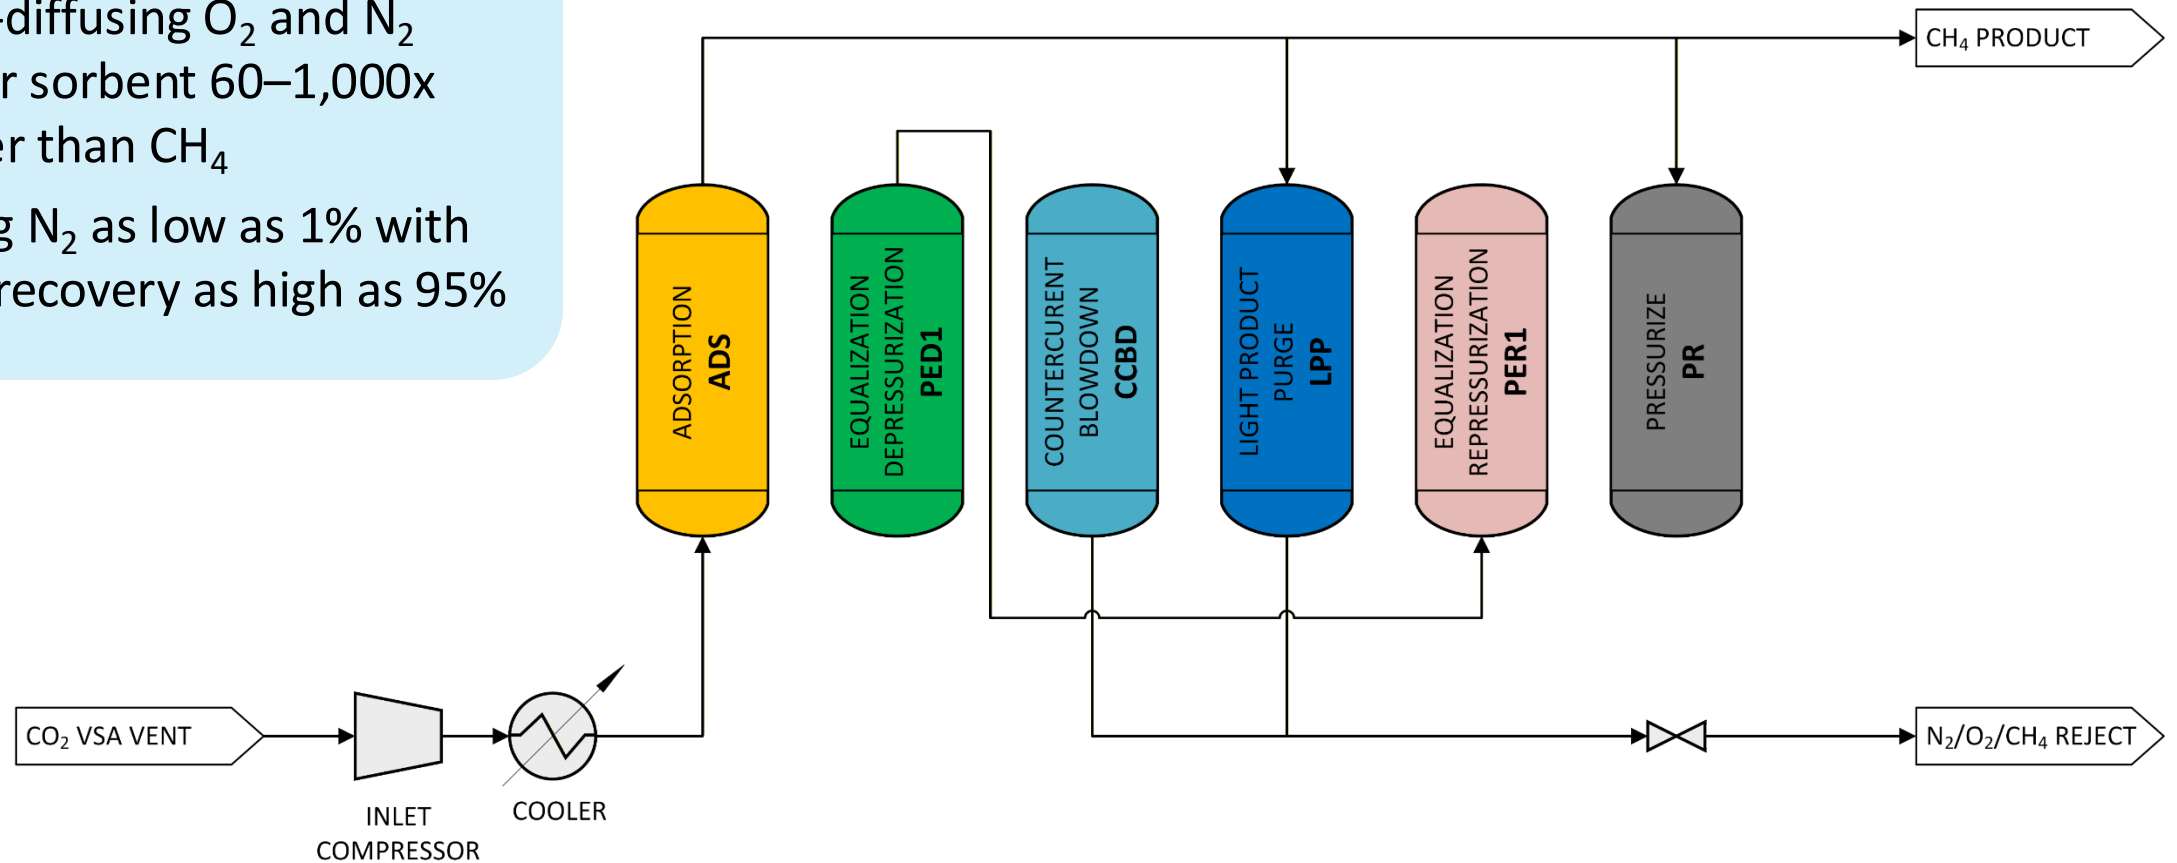 -diffusing O₂ and N₂
r sorbent 60–1,000x
er than CH₄
g N₂ as low as 1% with
recovery as high as 95%
CH₄ PRODUCT
ADSORPTION
ADS
EQUALIZATION
DEPRESSURIZATION
PED1
COUNTERCURENT
BLOWDOWN
CCBD
LIGHT PRODUCT
PURGE
LPP
EQUALIZATION
REPRESSURIZATION
PER1
PRESSURIZE
PR
CO₂ VSA VENT
INLET
COMPRESSOR
COOLER
N₂/O₂/CH₄ REJECT